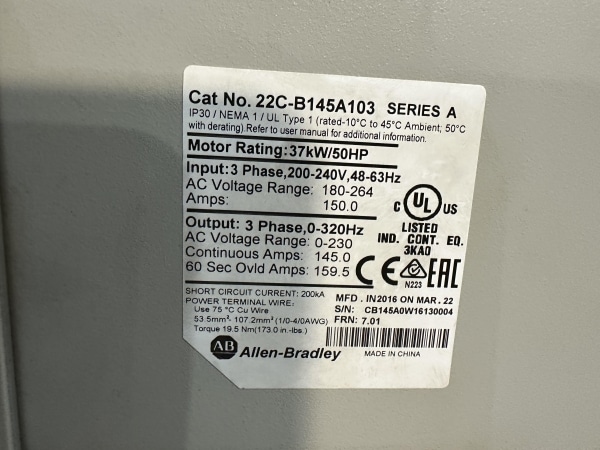 Cat No. 22C-B145A103 SERIES A
IP30 / NEMA 1 / UL Type 1 (rated-10°C to 45°C Ambient; 50°C
with derating).Refer to user manual for additional information.
Motor Rating:37kW/50HP
Input:3 Phase,200-240V,48-63Hz
AC Voltage Range: 180-264
Amps: 150.0
Output: 3 Phase,0-320Hz
AC Voltage Range: 0-230
Continuous Amps: 145.0
60 Sec Ovld Amps: 159.5
C UL US
LISTED
IND. CONT. EQ.
3KA0
CE N223 EAC
SHORT CIRCUIT CURRENT: 200kA
POWER TERMINAL WIRE:
Use 75 °C Cu Wire
53.5mm²- 107.2mm² (1/0-4/0AWG)
Torque 19.5 Nm(173.0 in.-lbs)
MFD . IN2016 ON MAR. 22
S/N: CB145A0W16130004
FRN: 7.01
AB Allen-Bradley
MADE IN CHINA